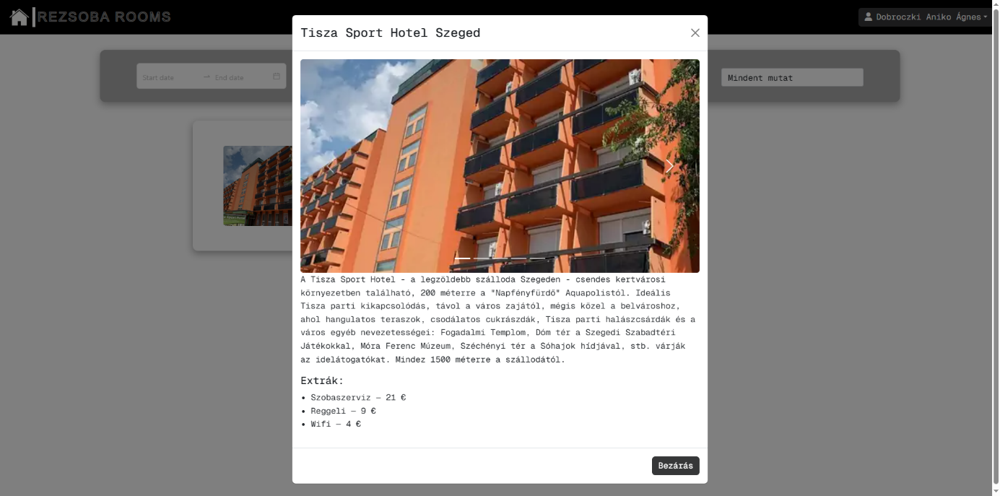 REZSOBA ROOMS
Dobroczki Aniko Ágnes
Start date
End date
Mindent mutat
Tisza Sport Hotel Szeged
A Tisza Sport Hotel - a legzöldebb szálloda Szegeden - csendes kertvárosi
környezetben található, 200 méterre a "Napfényfürdő" Aquapolistól. Ideális
Tisza parti kikapcsolódás, távol a város zajától, mégis közel a belvároshoz,
ahol hangulatos teraszok, csodálatos cukrászdák, Tisza parti halászcsárdák és a
város egyéb nevezetességei: Fogadalmi Templom, Dóm tér a Szegedi Szabadtéri
Játékokkal, Móra Ferenc Múzeum, Széchényi tér a Sóhajok hídjával, stb. várják
az idelátogatókat. Mindez 1500 méterre a szállodától.
Extrák:
• Szobaszerviz — 21 €
• Reggeli — 9 €
• Wifi — 4 €
Bezárás